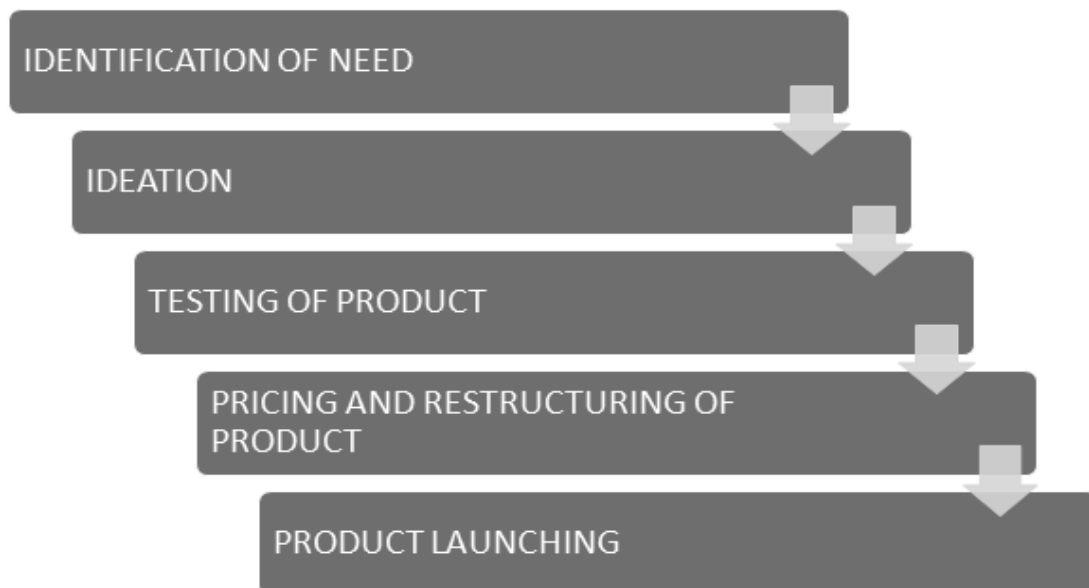 IDENTIFICATION OF NEED
IDEATION
TESTING OF PRODUCT
PRICING AND RESTRUCTURING OF
PRODUCT
PRODUCT LAUNCHING